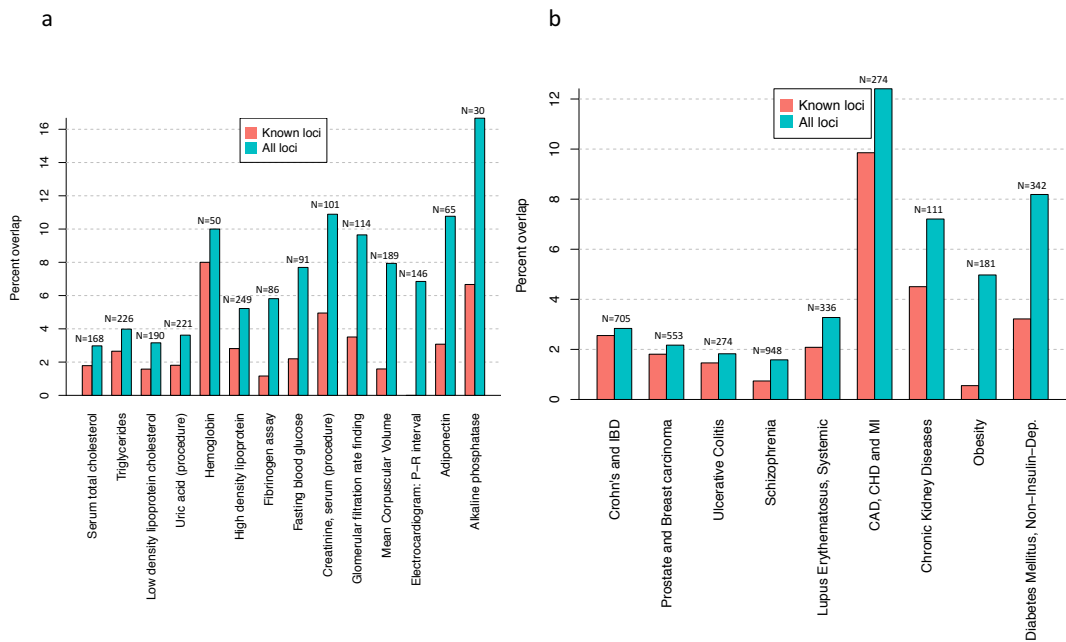 a
Percent overlap
0
2
4
6
8
10
12
14
16
Known loci
All loci
N=168
N=226
N=190
N=221
N=50
N=249
N=86
N=91
N=101
N=114
N=189
N=146
N=65
N=30
Serum total cholesterol
Triglycerides
Low density lipoprotein cholesterol
Uric acid (procedure)
Hemoglobin
High density lipoprotein
Fibrinogen assay
Fasting blood glucose
Creatinine, serum (procedure)
Glomerular filtration rate finding
Mean Corpuscular Volume
Electrocardiogram: P−R interval
Adiponectin
Alkaline phosphatase
b
Percent overlap
0
2
4
6
8
10
12
Known loci
All loci
N=705
N=553
N=274
N=948
N=336
N=274
N=111
N=181
N=342
Crohn's and IBD
Prostate and Breast carcinoma
Ulcerative Colitis
Schizophrenia
Lupus Erythematosus, Systemic
CAD, CHD and MI
Chronic Kidney Diseases
Obesity
Diabetes Mellitus, Non−Insulin−Dep.